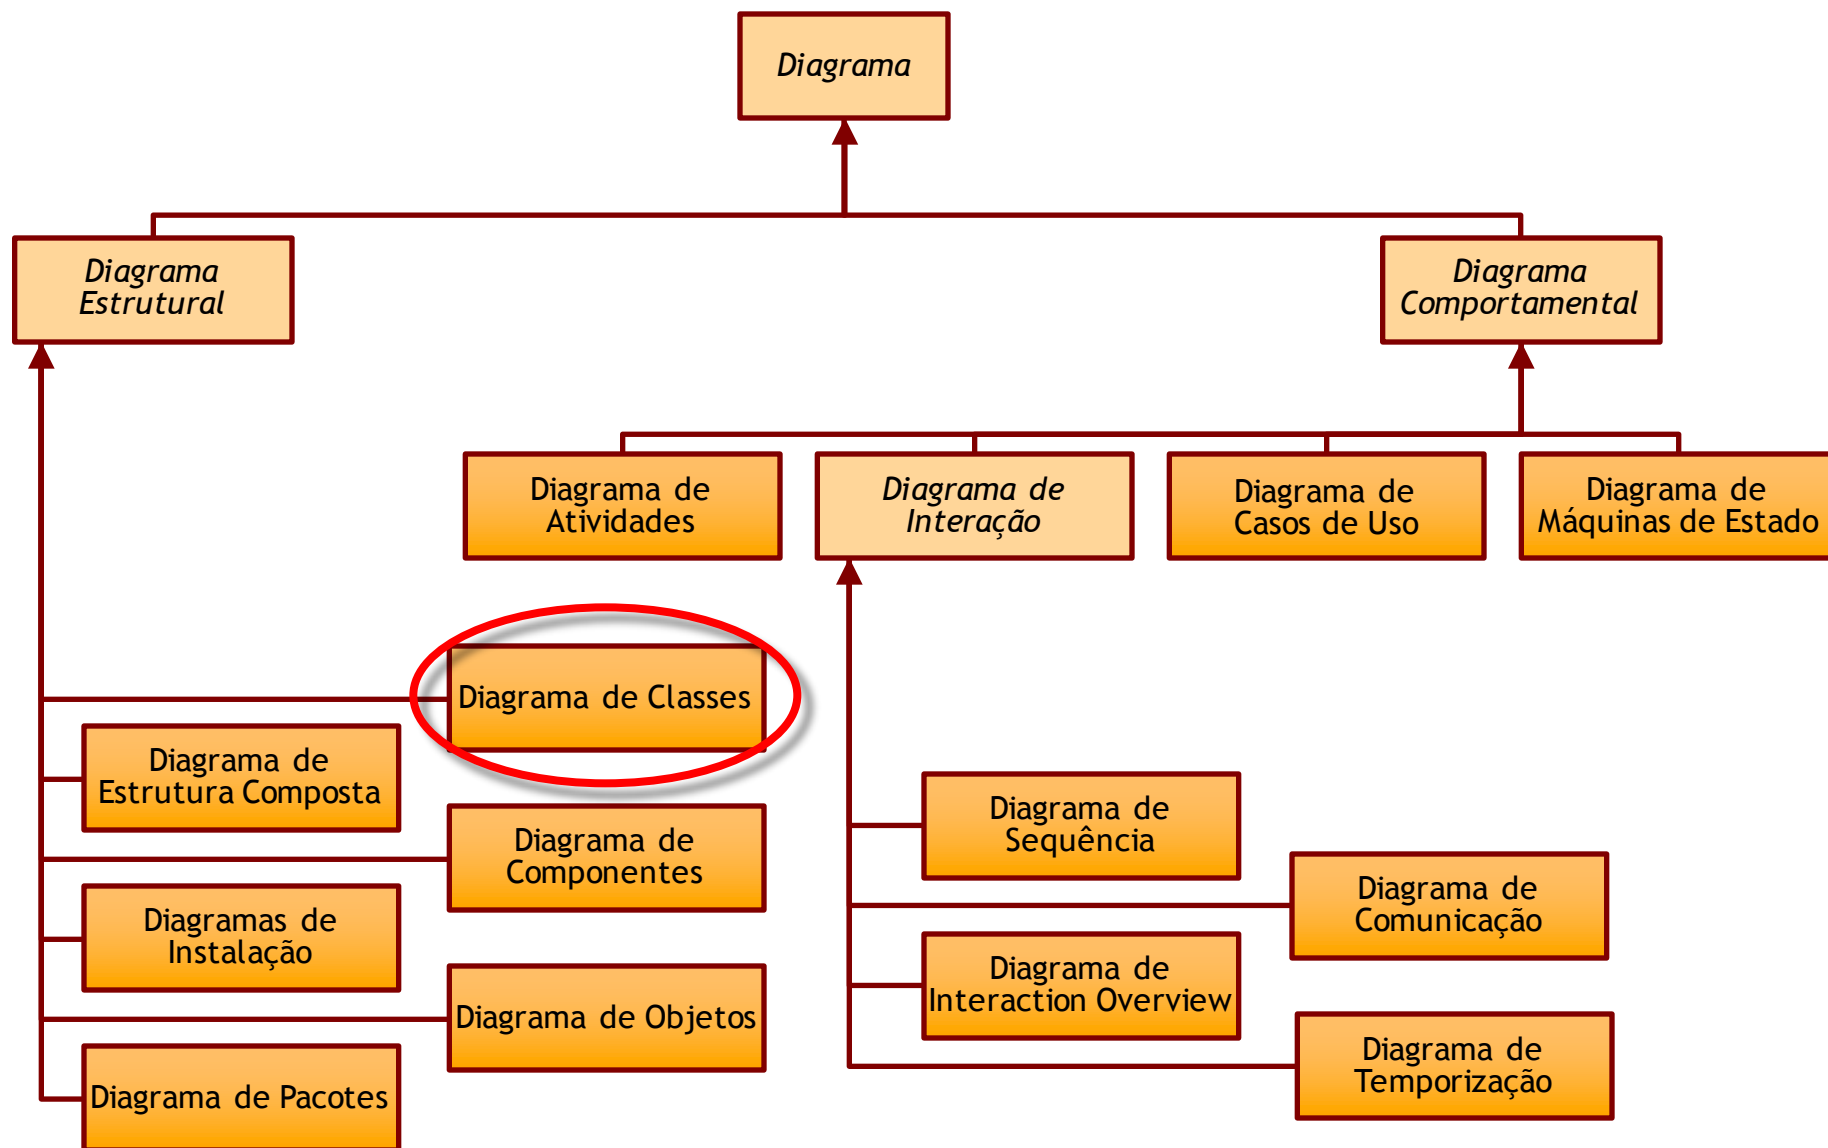 Diagrama
Diagrama
Estrutural
Diagrama
Comportamental
Diagrama de
Atividades
Diagrama de
Interação
Diagrama de
Casos de Uso
Diagrama de
Máquinas de Estado
Diagrama de Classes
Diagrama de
Estrutura Composta
Diagrama de
Componentes
Diagramas de
Instalação
Diagrama de Objetos
Diagrama de Pacotes
Diagrama de
Sequência
Diagrama de
Comunicação
Diagrama de
Interaction Overview
Diagrama de
Temporização